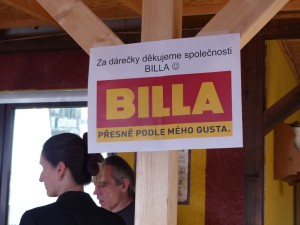 Za dárečky děkujeme společnosti
BILLA ☺
BILLA
PŘESNĚ PODLE MÉHO GUSTA.